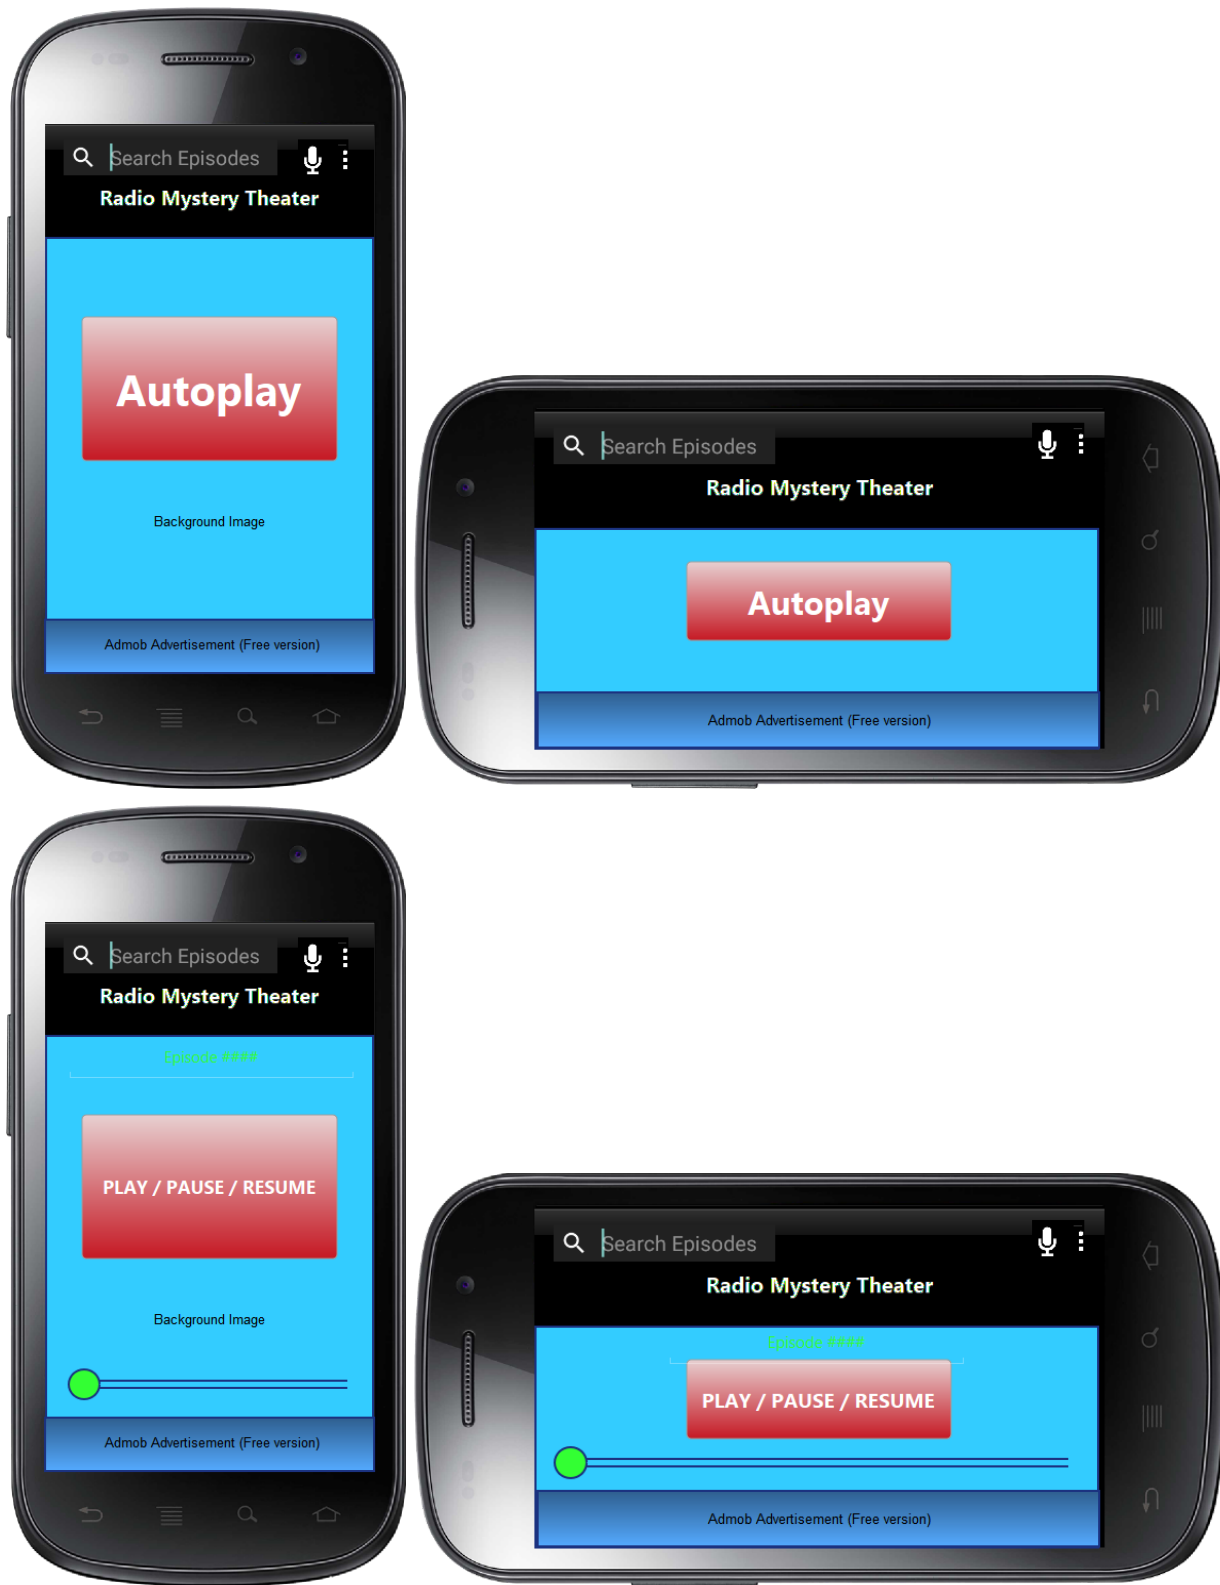 Search Episodes
Radio Mystery Theater
Autoplay
Background Image
Admob Advertisement (Free version)
Search Episodes
Radio Mystery Theater
Autoplay
Admob Advertisement (Free version)
Search Episodes
Radio Mystery Theater
Episode ####
PLAY / PAUSE / RESUME
Background Image
Admob Advertisement (Free version)
Search Episodes
Radio Mystery Theater
Episode ####
PLAY / PAUSE / RESUME
Admob Advertisement (Free version)